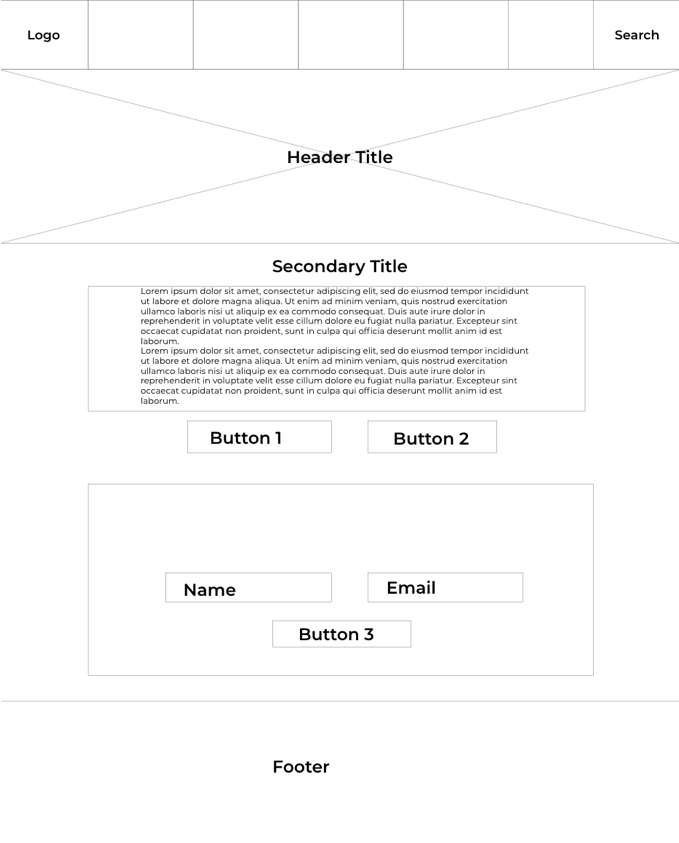 Logo
Search
Header Title
Secondary Title
Lorem ipsum dolor sit amet, consectetur adipiscing elit, sed do eiusmod tempor incididunt
ut labore et dolore magna aliqua. Ut enim ad minim veniam, quis nostrud exercitation
ullamco laboris nisi ut aliquip ex ea commodo consequat. Duis aute irure dolor in
reprehenderit in voluptate velit esse cillum dolore eu fugiat nulla pariatur. Excepteur sint
occaecat cupidatat non proident, sunt in culpa qui officia deserunt mollit anim id est
laborum.
Lorem ipsum dolor sit amet, consectetur adipiscing elit, sed do eiusmod tempor incididunt
ut labore et dolore magna aliqua. Ut enim ad minim veniam, quis nostrud exercitation
ullamco laboris nisi ut aliquip ex ea commodo consequat. Duis aute irure dolor in
reprehenderit in voluptate velit esse cillum dolore eu fugiat nulla pariatur. Excepteur sint
occaecat cupidatat non proident, sunt in culpa qui officia deserunt mollit anim id est
laborum.
Button 1
Button 2
Name
Email
Button 3
Footer